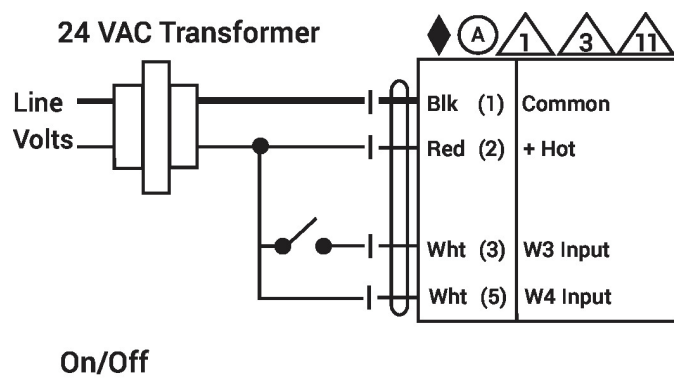 24 VAC Transformer
A 1 3 11
Line
Volts
Blk (1) Common
Red (2) + Hot
Wht (3) W3 Input
Wht (5) W4 Input
On/Off